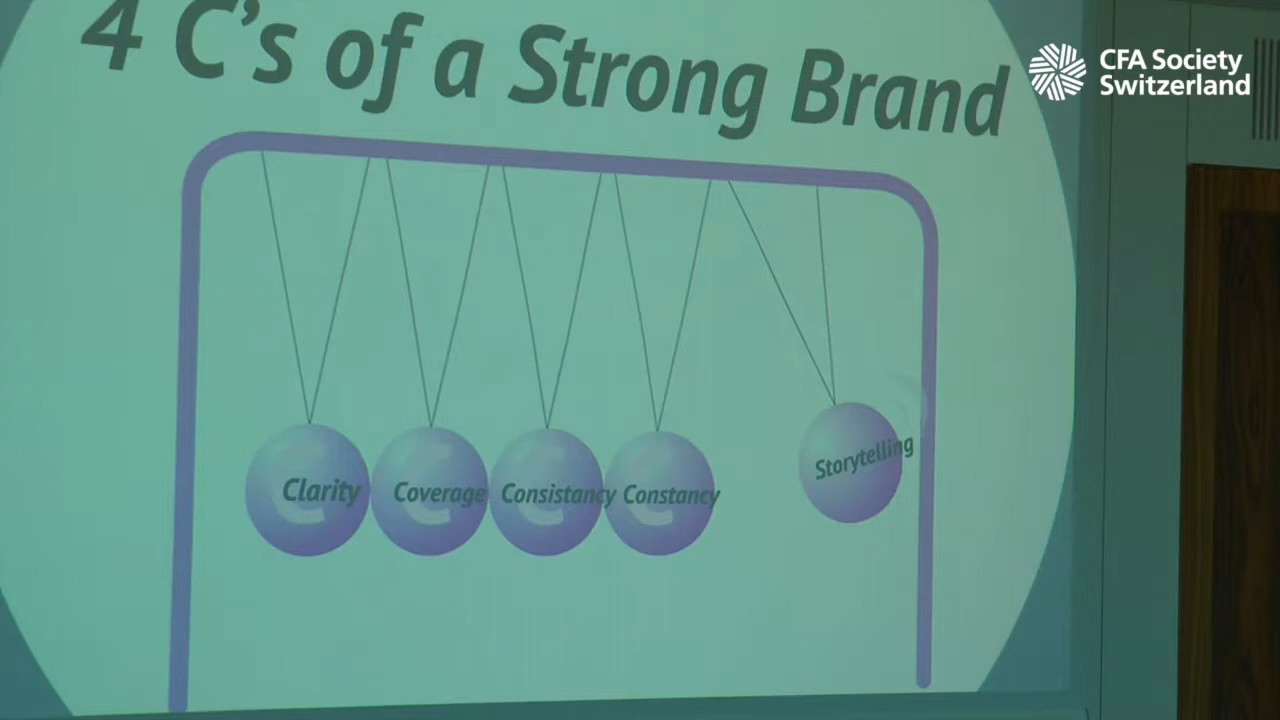 4 C's of a Strong Brand
CFA Society
Switzerland
Clarity
Coverage
Consistancy
Constancy
Storytelling